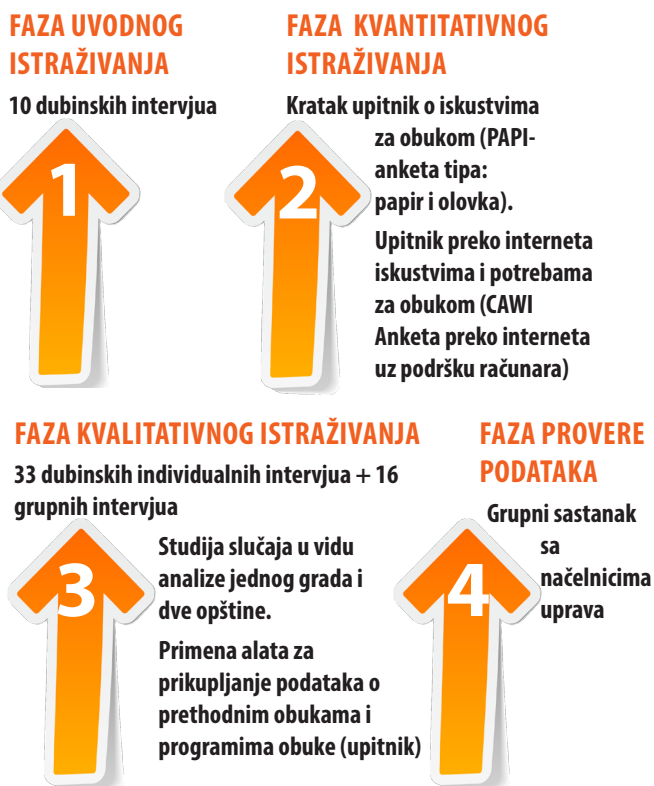 FAZA UVODNOG
ISTRAŽIVANJA
10 dubinskih intervjua
1
FAZA KVANTITATIVNOG
ISTRAŽIVANJA
Kratak upitnik o iskustvima
za obukom (PAPI-
anketa tipa:
papir i olovka).
2
Upitnik preko interneta
iskustvima i potrebama
za obukom (CAWI
Anketa preko interneta
uz podršku računara)
FAZA KVALITATIVNOG ISTRAŽIVANJA
33 dubinskih individualnih intervjua + 16
grupnih intervjua
3
Studija slučaja u vidu
analize jednog grada i
dve opštine.
Primena alata za
prikupljanje podataka o
prethodnim obukama i
programima obuke (upitnik)
FAZA PROVERE
PODATAKA
Grupni sastanak
sa
načelnicima
uprava
4